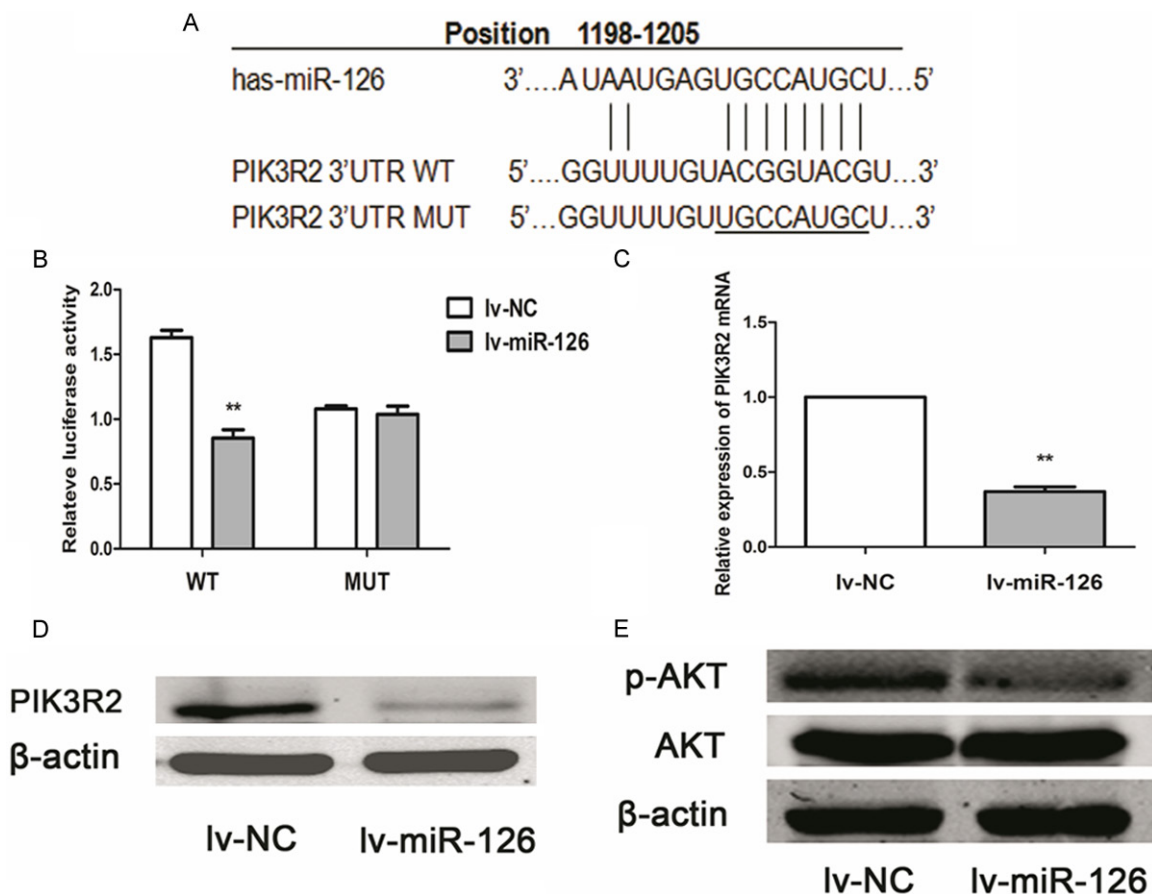 A
Position 1198-1205
has-miR-126 3'....AUAAUGAGUGCCAUGCU...5'
PIK3R2 3'UTR WT 5'....GGUUUUGUACGGUACGU...3'
PIK3R2 3'UTR MUT 5'....GGUUUUGUUGCCAUGCU...3'
B
Relateve luciferase activity
2.0
1.5
1.0
0.5
0.0
**
WT MUT
lv-NC
lv-miR-126
C
Relative expression of PIK3R2 mRNA
1.5
1.0
0.5
0.0
**
lv-NC lv-miR-126
D
PIK3R2
β-actin
lv-NC lv-miR-126
E
p-AKT
AKT
β-actin
lv-NC lv-miR-126